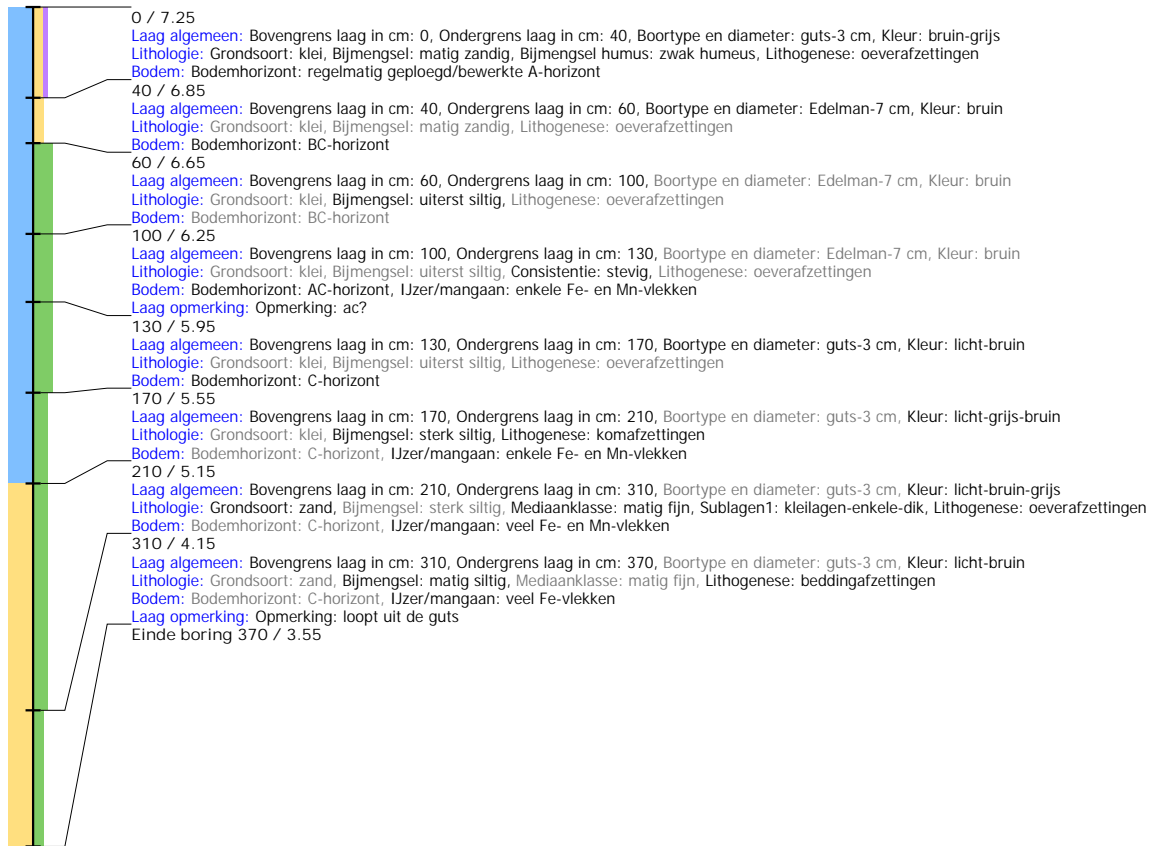 0 / 7.25
Laag algemeen: Bovengrens laag in cm: 0, Ondergrens laag in cm: 40, Boortype en diameter: guts-3 cm, Kleur: bruin-grijs
Lithologie: Grondsoort: klei, Bijmengsel: matig zandig, Bijmengsel humus: zwak humeus, Lithogenese: oeverafzettingen
Bodem: Bodemhorizont: regelmatig geploegd/bewerkte A-horizont
40 / 6.85
Laag algemeen: Bovengrens laag in cm: 40, Ondergrens laag in cm: 60, Boortype en diameter: Edelman-7 cm, Kleur: bruin
Lithologie: Grondsoort: klei, Bijmengsel: matig zandig, Lithogenese: oeverafzettingen
Bodem: Bodemhorizont: BC-horizont
60 / 6.65
Laag algemeen: Bovengrens laag in cm: 60, Ondergrens laag in cm: 100, Boortype en diameter: Edelman-7 cm, Kleur: bruin
Lithologie: Grondsoort: klei, Bijmengsel: uiterst siltig, Lithogenese: oeverafzettingen
Bodem: Bodemhorizont: BC-horizont
100 / 6.25
Laag algemeen: Bovengrens laag in cm: 100, Ondergrens laag in cm: 130, Boortype en diameter: Edelman-7 cm, Kleur: bruin
Lithologie: Grondsoort: klei, Bijmengsel: uiterst siltig, Consistentie: stevig, Lithogenese: oeverafzettingen
Bodem: Bodemhorizont: AC-horizont, IJzer/mangaan: enkele Fe- en Mn-vlekken
Laag opmerking: Opmerking: ac?
130 / 5.95
Laag algemeen: Bovengrens laag in cm: 130, Ondergrens laag in cm: 170, Boortype en diameter: guts-3 cm, Kleur: licht-bruin
Lithologie: Grondsoort: klei, Bijmengsel: uiterst siltig, Lithogenese: oeverafzettingen
Bodem: Bodemhorizont: C-horizont
170 / 5.55
Laag algemeen: Bovengrens laag in cm: 170, Ondergrens laag in cm: 210, Boortype en diameter: guts-3 cm, Kleur: licht-grijs-bruin
Lithologie: Grondsoort: klei, Bijmengsel: sterk siltig, Lithogenese: komafzettingen
Bodem: Bodemhorizont: C-horizont, IJzer/mangaan: enkele Fe- en Mn-vlekken
210 / 5.15
Laag algemeen: Bovengrens laag in cm: 210, Ondergrens laag in cm: 310, Boortype en diameter: guts-3 cm, Kleur: licht-bruin-grijs
Lithologie: Grondsoort: zand, Bijmengsel: sterk siltig, Mediaanklasse: matig fijn, Sublagen1: kleilagen-enkele-dik, Lithogenese: oeverafzettingen
Bodem: Bodemhorizont: C-horizont, IJzer/mangaan: veel Fe- en Mn-vlekken
310 / 4.15
Laag algemeen: Bovengrens laag in cm: 310, Ondergrens laag in cm: 370, Boortype en diameter: guts-3 cm, Kleur: licht-bruin
Lithologie: Grondsoort: zand, Bijmengsel: matig siltig, Mediaanklasse: matig fijn, Lithogenese: beddingafzettingen
Bodem: Bodemhorizont: C-horizont, IJzer/mangaan: veel Fe-vlekken
Laag opmerking: Opmerking: loopt uit de guts
Einde boring 370 / 3.55